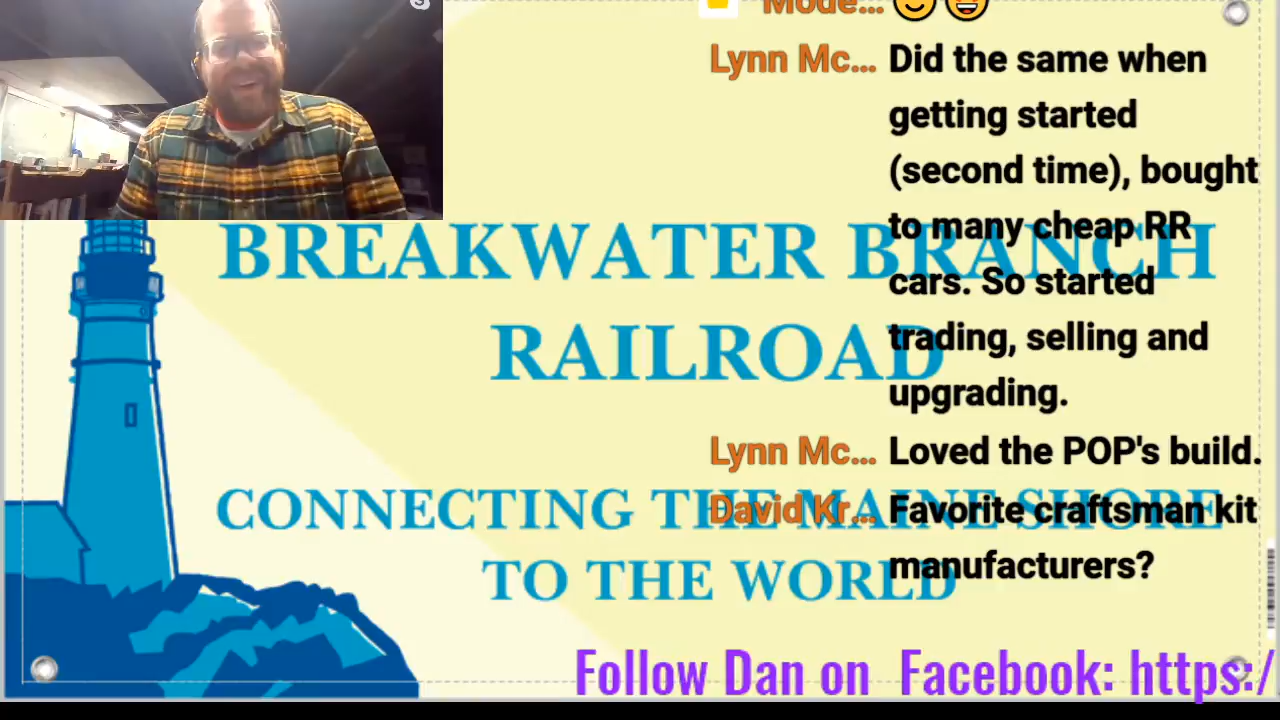 Mode...
Lynn Mc... Did the same when
getting started
(second time), bought
to many cheap RR
cars. So started
trading, selling and
upgrading.
Lynn Mc... Loved the POP's build.
David Kr... Favorite craftsman kit
manufacturers?
BREAKWATER BRANCH
RAILROAD
CONNECTING THE MAINE SHORE
TO THE WORLD
Follow Dan on Facebook: https:/